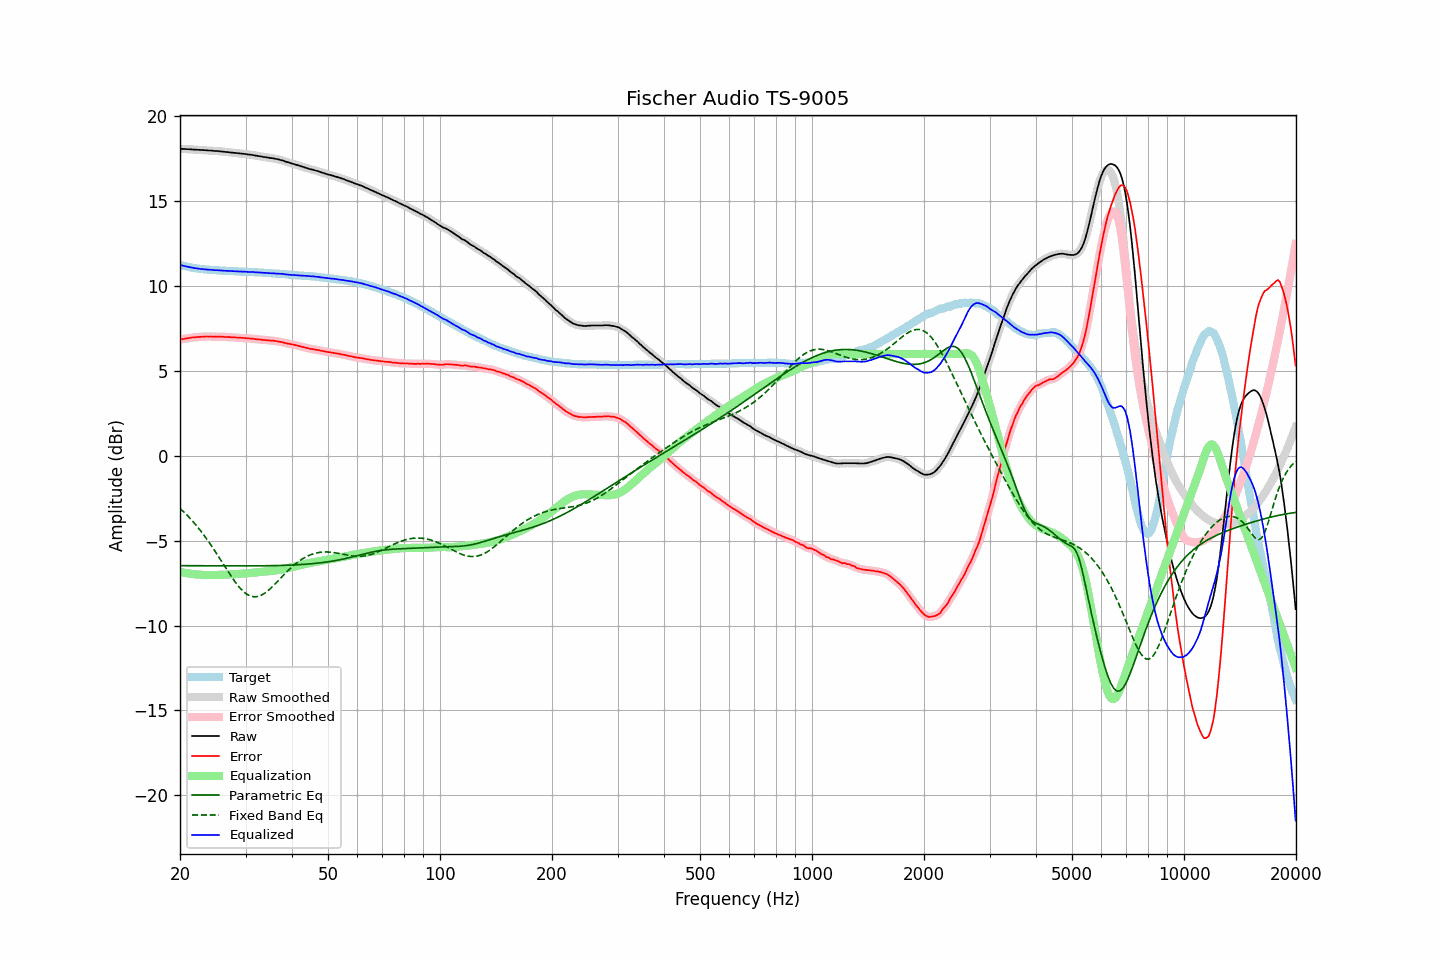 Fischer Audio TS-9005
20
15
10
5
0
−5
−10
−15
−20
Amplitude (dBr)
Target
Raw Smoothed
Error Smoothed
Raw
Error
Equalization
Parametric Eq
Fixed Band Eq
Equalized
20 50 100 200 500 1000 2000 5000 10000 20000
Frequency (Hz)